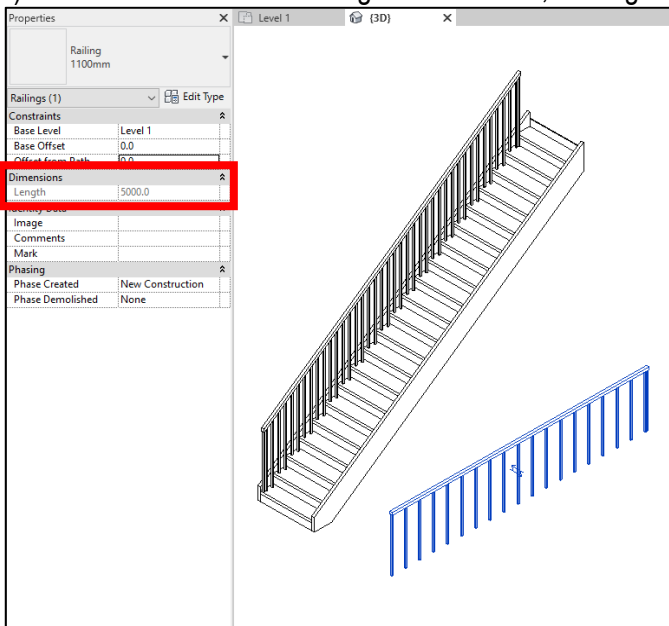 Properties
Level 1
{3D}
Railing
1100mm
Railings (1)
Edit Type
Constraints
Base Level Level 1
Base Offset 0.0
Offset from Path 0.0
Dimensions
Length 5000.0
Identity Data
Image
Comments
Mark
Phasing
Phase Created New Construction
Phase Demolished None